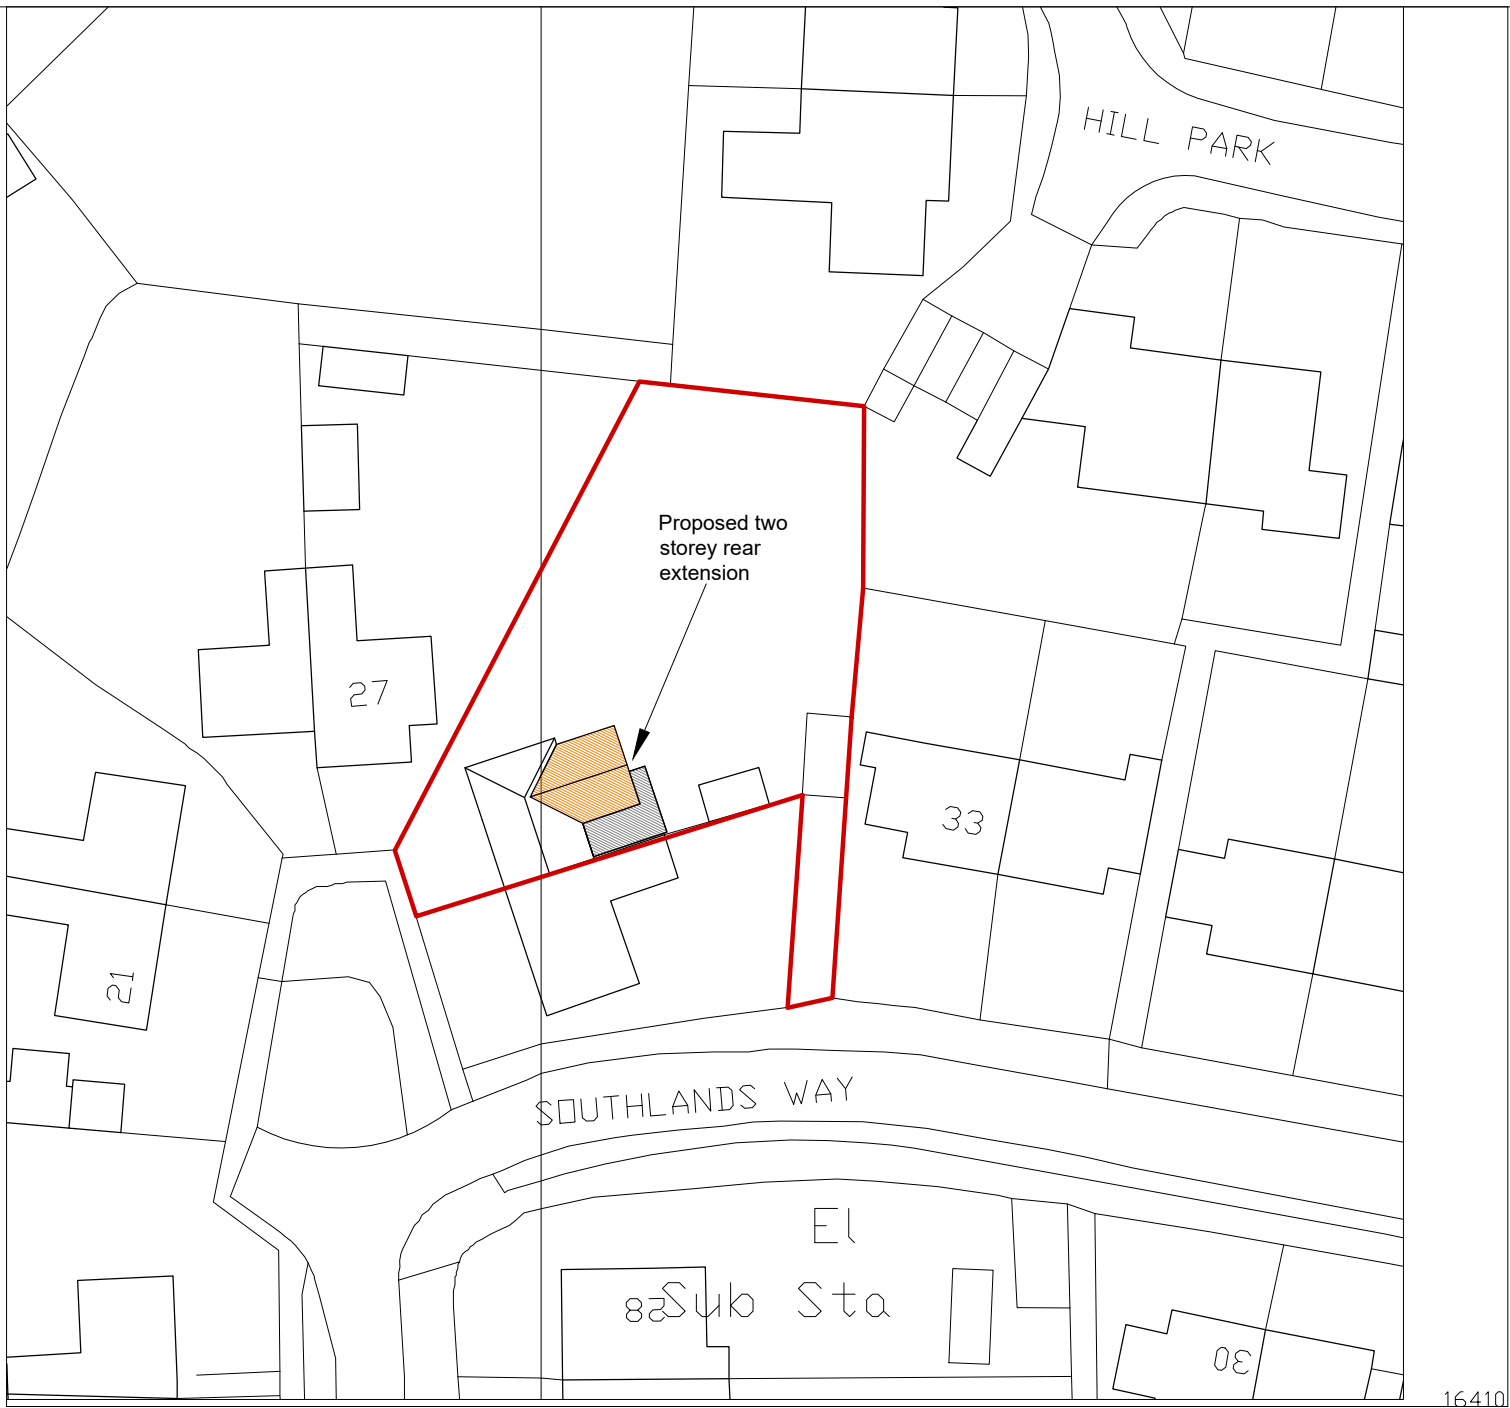 HILL PARK
Proposed two
storey rear
extension
27
33
21
SOUTHLANDS WAY
El
28
Sub Sta
30
16410